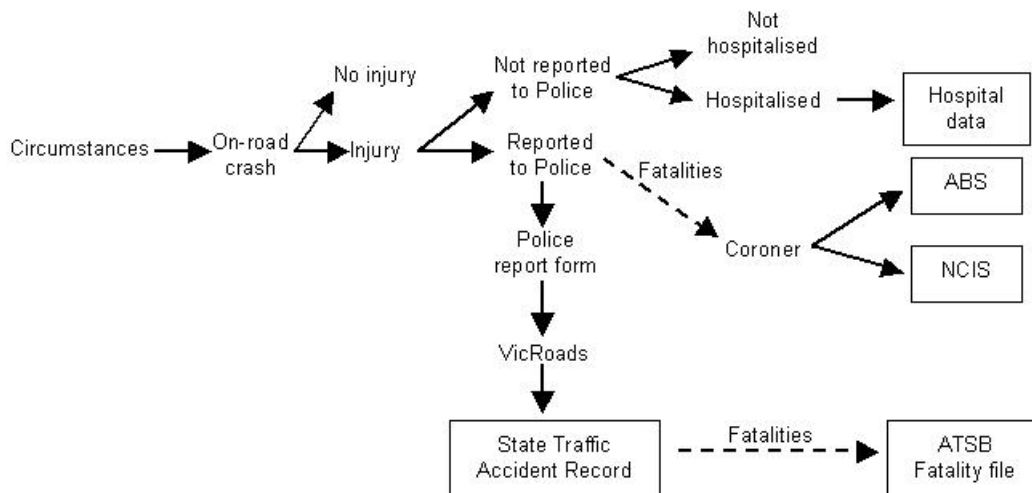 Not
hospitalised
No injury
Not reported
to Police
Hospitalised
Hospital
data
Circumstances
On-road
crash
Injury
Reported
to Police
Fatalities
ABS
Coroner
NCIS
Police
report form
VicRoads
State Traffic
Accident Record
Fatalities
ATSB
Fatality file